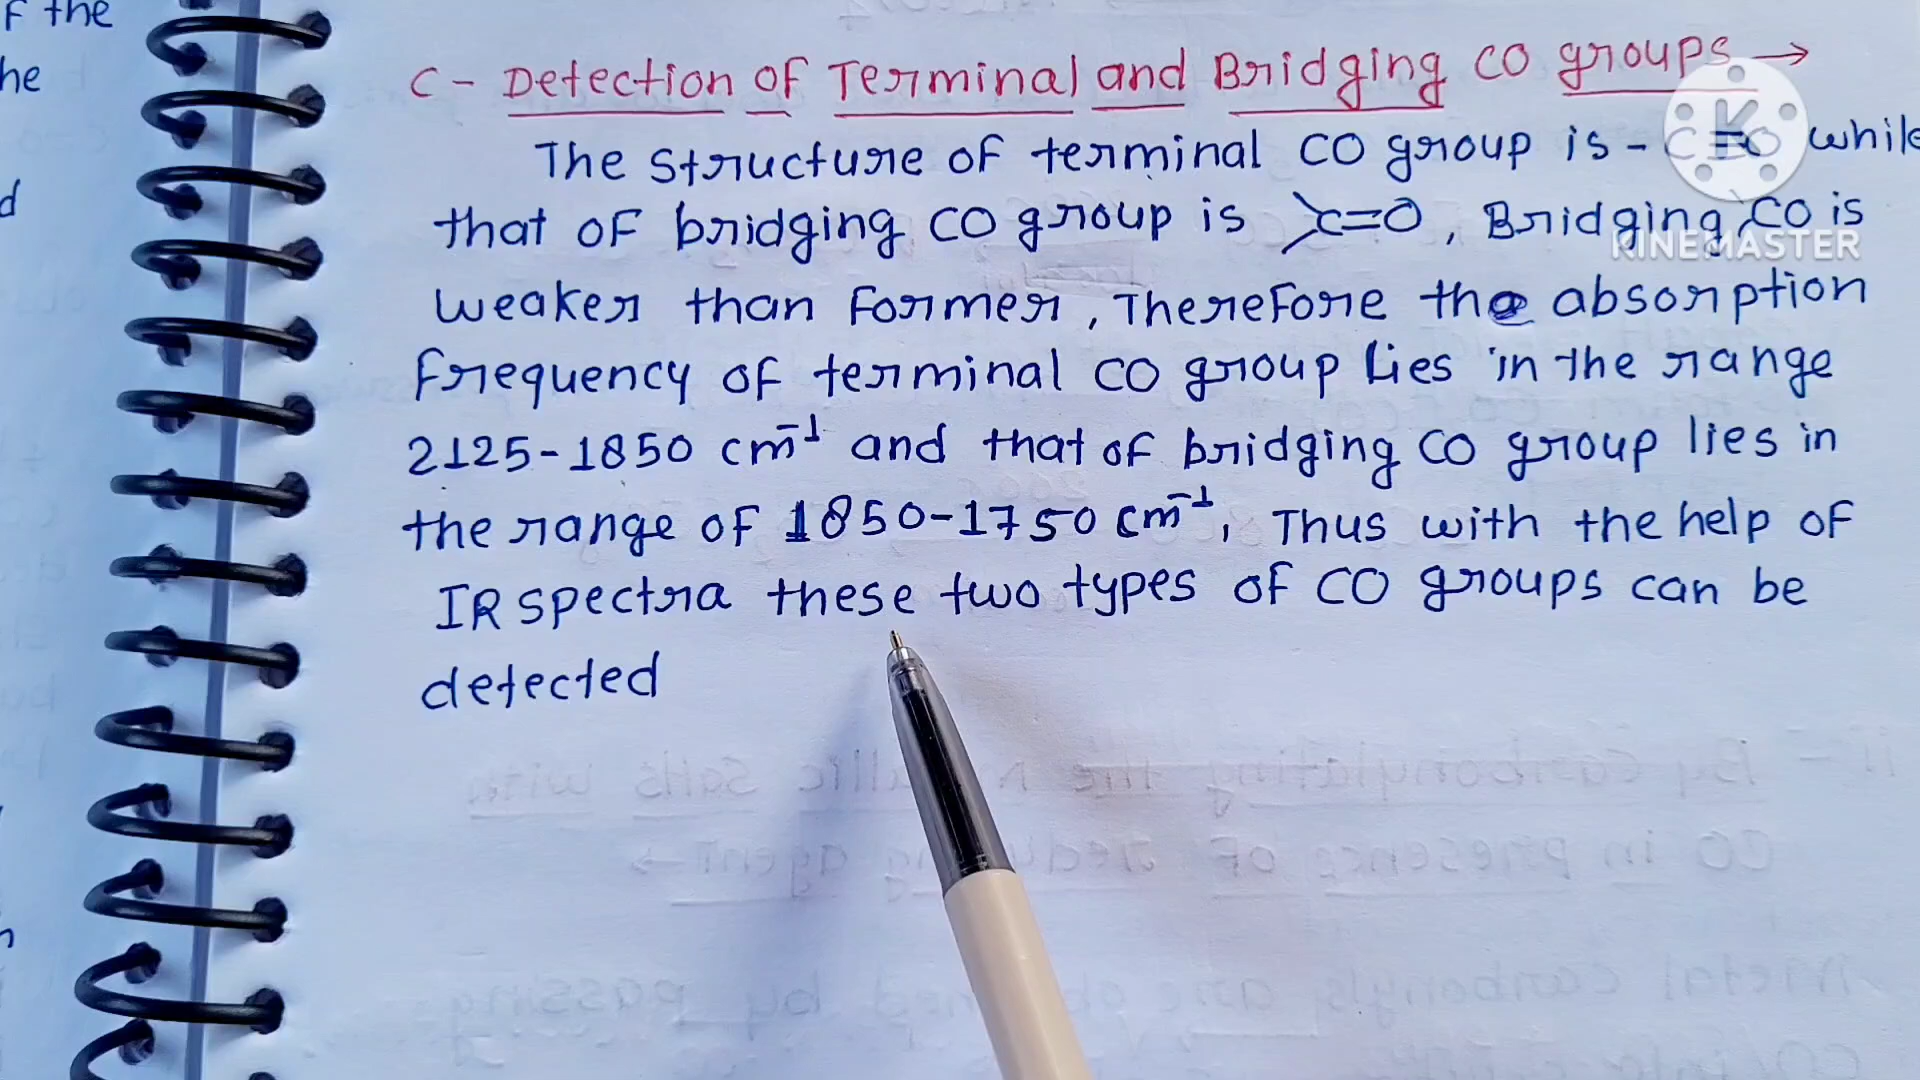 F the
he
d
C - Detection of Terminal and Bridging CO groups →
The structure of terminal CO group is - C≡O while
that of bridging CO group is >c=0, Bridging CO is
weaker than former, Therefore the absorption
frequency of terminal CO group lies in the range
2125-1850 cm⁻¹ and that of bridging CO group lies in
the range of 1850-1750 cm⁻¹, Thus with the help of
IR spectra these two types of CO groups can be
detected
K
KINEMASTER